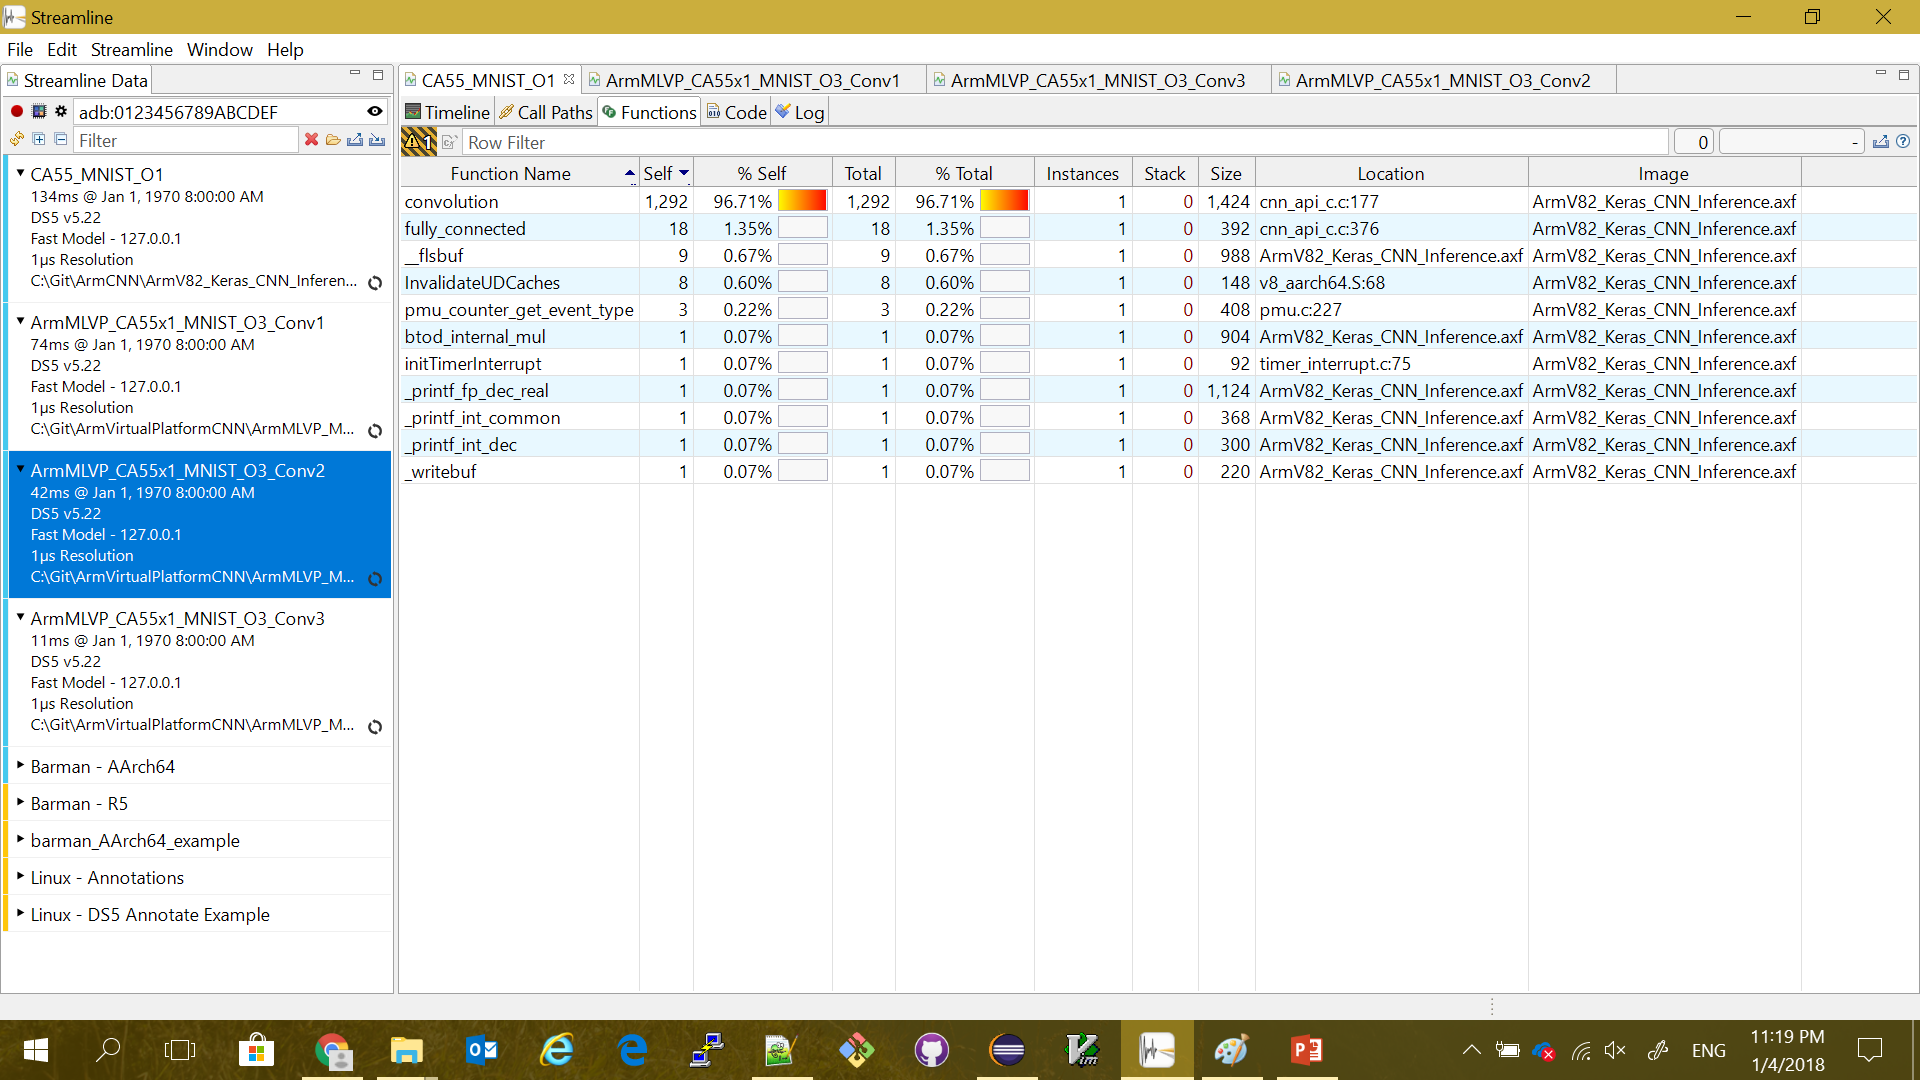 Streamline
File Edit Streamline Window Help
Streamline Data
adb:0123456789ABCDEF
Filter
CA55_MNIST_O1
134ms @ Jan 1, 1970 8:00:00 AM
DS5 v5.22
Fast Model - 127.0.0.1
1µs Resolution
C:\Git\ArmCNN\ArmV82_Keras_CNN_Inferen...
ArmMLVP_CA55x1_MNIST_O3_Conv1
74ms @ Jan 1, 1970 8:00:00 AM
DS5 v5.22
Fast Model - 127.0.0.1
1µs Resolution
C:\Git\ArmVirtualPlatformCNN\ArmMLVP_M...
ArmMLVP_CA55x1_MNIST_O3_Conv2
42ms @ Jan 1, 1970 8:00:00 AM
DS5 v5.22
Fast Model - 127.0.0.1
1µs Resolution
C:\Git\ArmVirtualPlatformCNN\ArmMLVP_M...
ArmMLVP_CA55x1_MNIST_O3_Conv3
11ms @ Jan 1, 1970 8:00:00 AM
DS5 v5.22
Fast Model - 127.0.0.1
1µs Resolution
C:\Git\ArmVirtualPlatformCNN\ArmMLVP_M...
Barman - AArch64
Barman - R5
barman_AArch64_example
Linux - Annotations
Linux - DS5 Annotate Example
CA55_MNIST_O1 ArmMLVP_CA55x1_MNIST_O3_Conv1 ArmMLVP_CA55x1_MNIST_O3_Conv3 ArmMLVP_CA55x1_MNIST_O3_Conv2
Timeline Call Paths Functions Code Log
1 Row Filter 0 -
Function Name Self % Self Total % Total Instances Stack Size Location Image
convolution 1,292 96.71% 1,292 96.71% 1 0 1,424 cnn_api_c.c:177 ArmV82_Keras_CNN_Inference.axf
fully_connected 18 1.35% 18 1.35% 1 0 392 cnn_api_c.c:376 ArmV82_Keras_CNN_Inference.axf
__flsbuf 9 0.67% 9 0.67% 1 0 988 ArmV82_Keras_CNN_Inference.axf ArmV82_Keras_CNN_Inference.axf
InvalidateUDCaches 8 0.60% 8 0.60% 1 0 148 v8_aarch64.S:68 ArmV82_Keras_CNN_Inference.axf
pmu_counter_get_event_type 3 0.22% 3 0.22% 1 0 408 pmu.c:227 ArmV82_Keras_CNN_Inference.axf
btod_internal_mul 1 0.07% 1 0.07% 1 0 904 ArmV82_Keras_CNN_Inference.axf ArmV82_Keras_CNN_Inference.axf
initTimerInterrupt 1 0.07% 1 0.07% 1 0 92 timer_interrupt.c:75 ArmV82_Keras_CNN_Inference.axf
_printf_fp_dec_real 1 0.07% 1 0.07% 1 0 1,124 ArmV82_Keras_CNN_Inference.axf ArmV82_Keras_CNN_Inference.axf
_printf_int_common 1 0.07% 1 0.07% 1 0 368 ArmV82_Keras_CNN_Inference.axf ArmV82_Keras_CNN_Inference.axf
_printf_int_dec 1 0.07% 1 0.07% 1 0 300 ArmV82_Keras_CNN_Inference.axf ArmV82_Keras_CNN_Inference.axf
_writebuf 1 0.07% 1 0.07% 1 0 220 ArmV82_Keras_CNN_Inference.axf ArmV82_Keras_CNN_Inference.axf
ENG
11:19 PM
1/4/2018